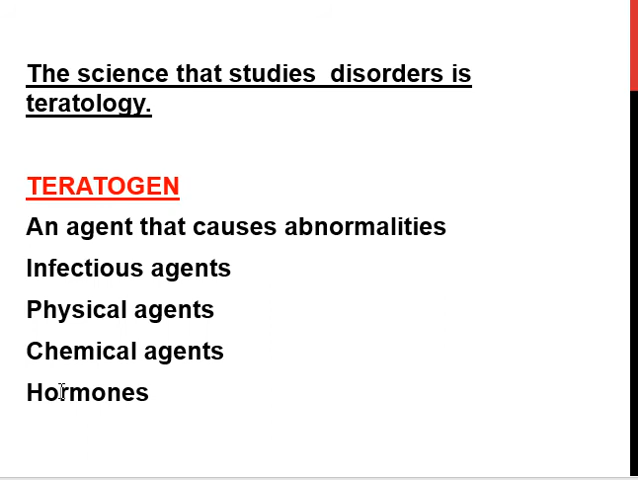 The science that studies  disorders is
teratology.
TERATOGEN
An agent that causes abnormalities
Infectious agents
Physical agents
Chemical agents
Hormones